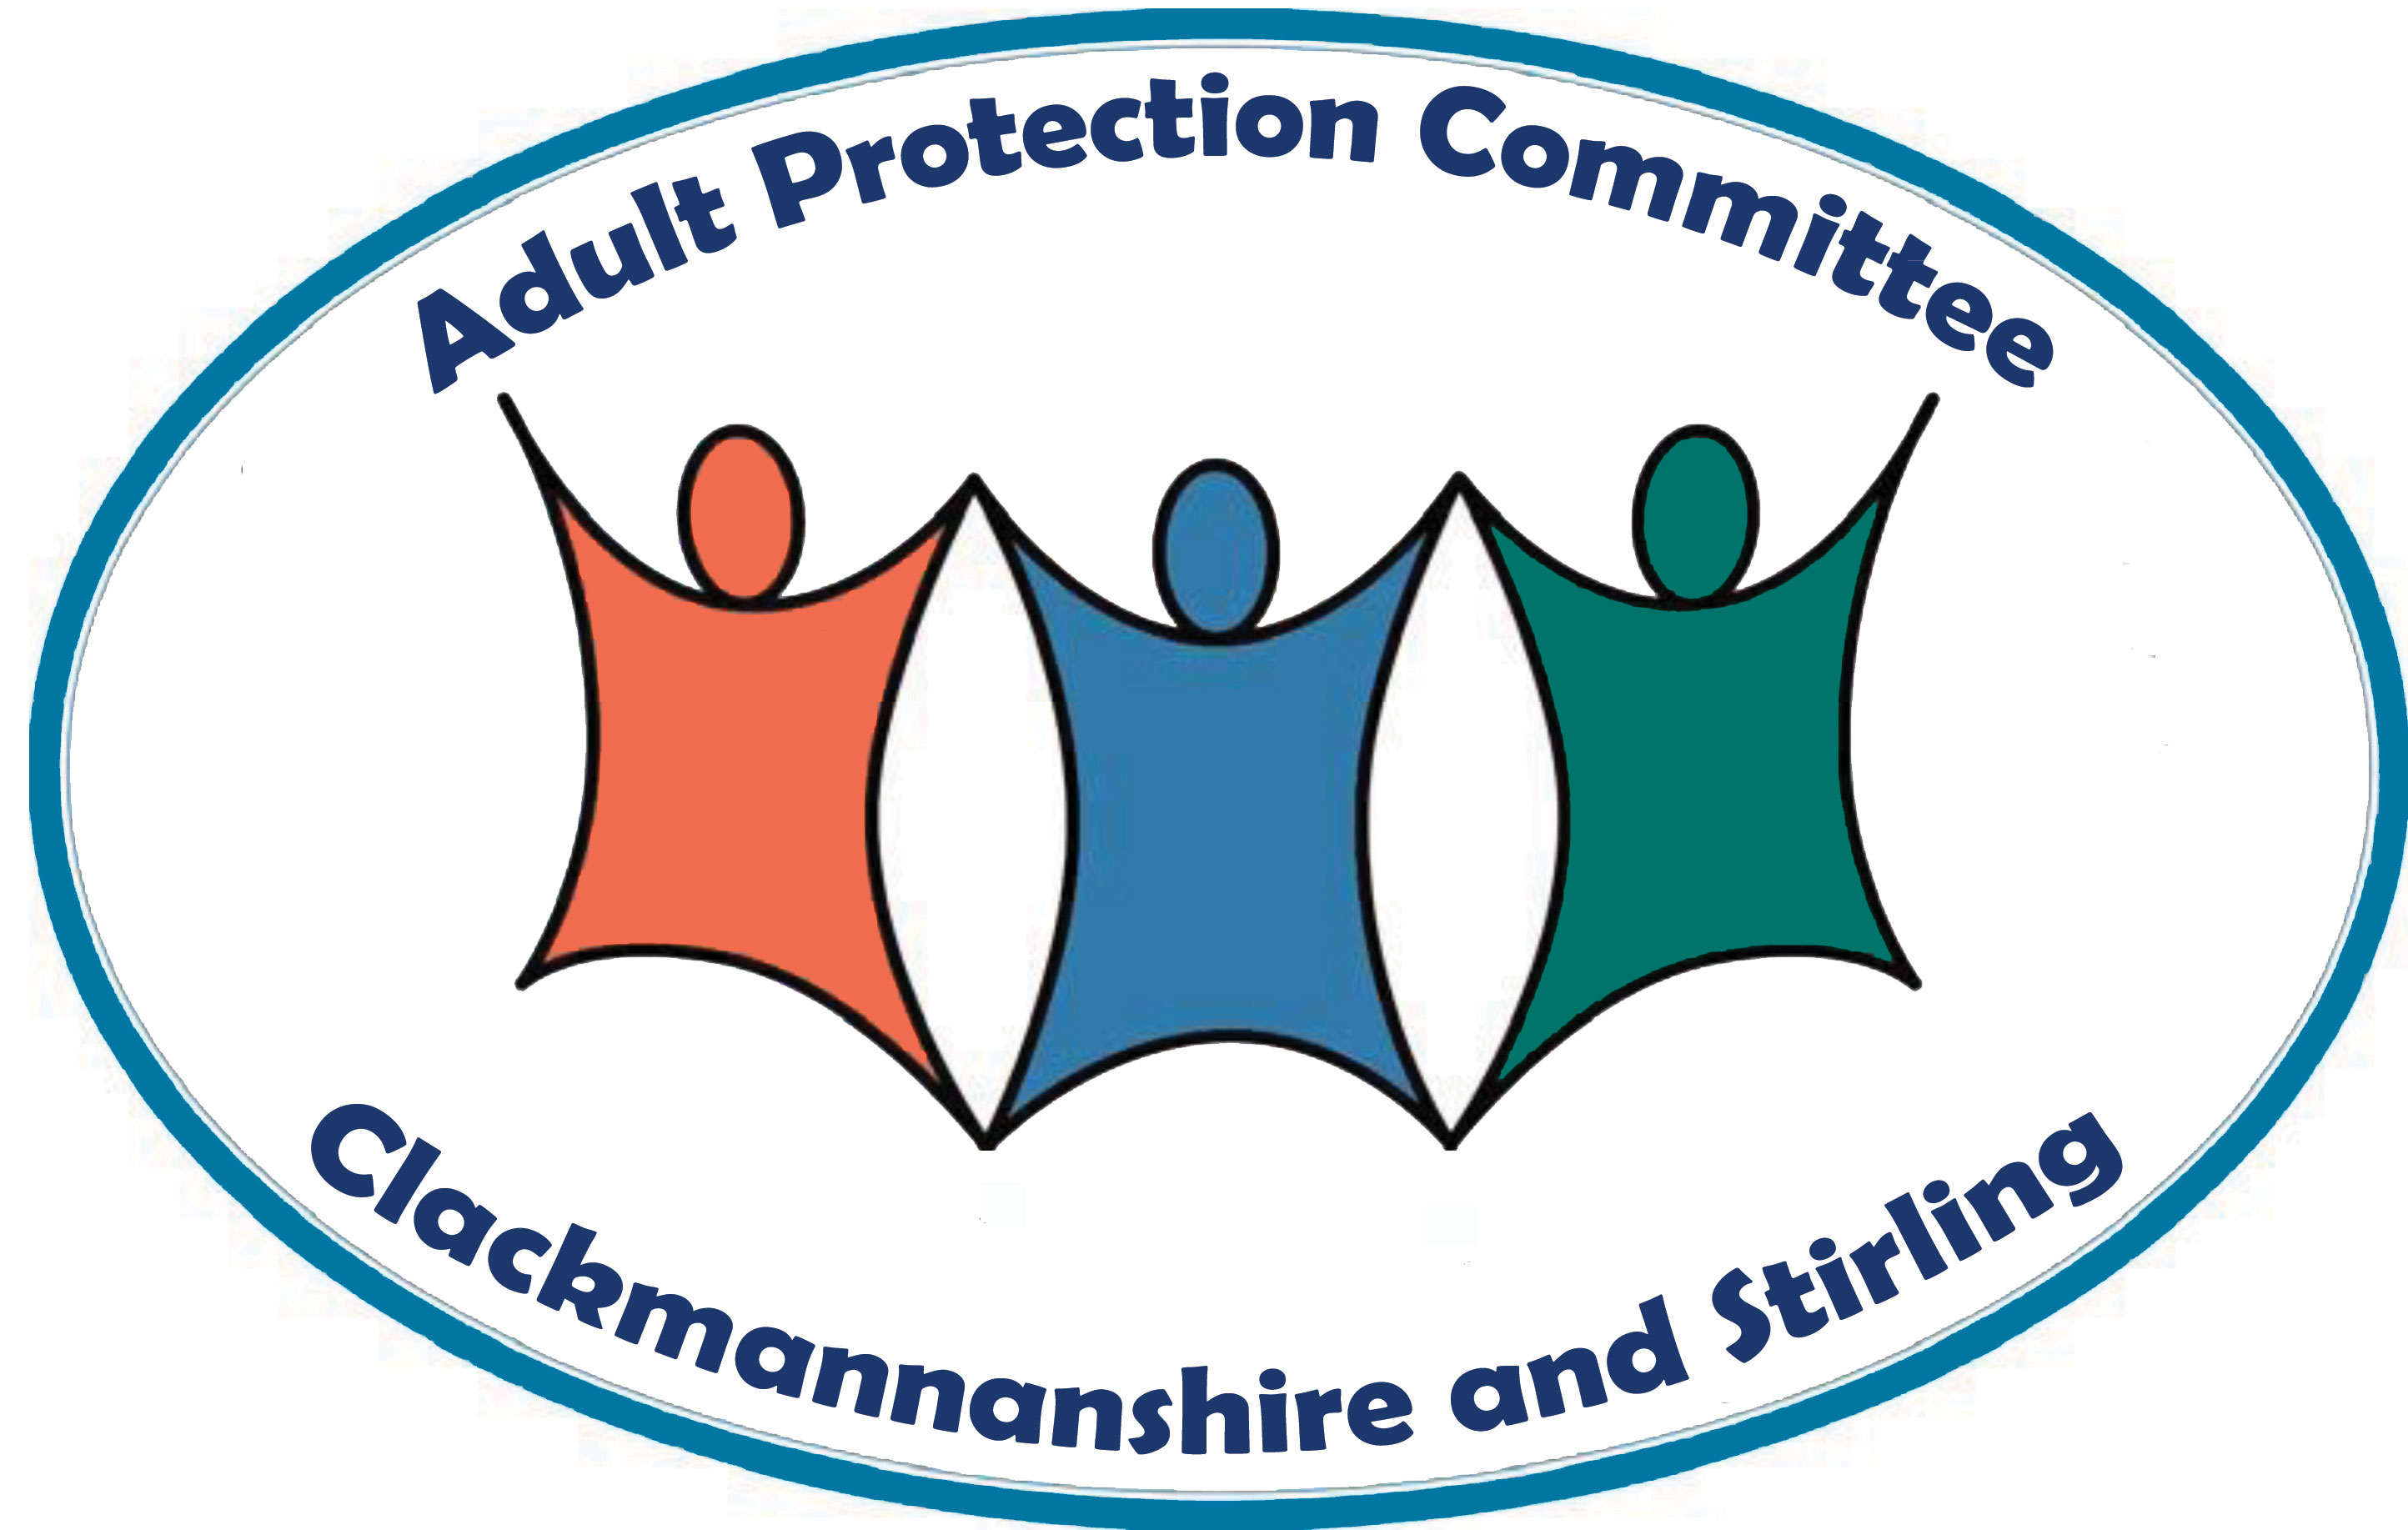 Adult Protection Committee
Clackmannanshire and Stirling